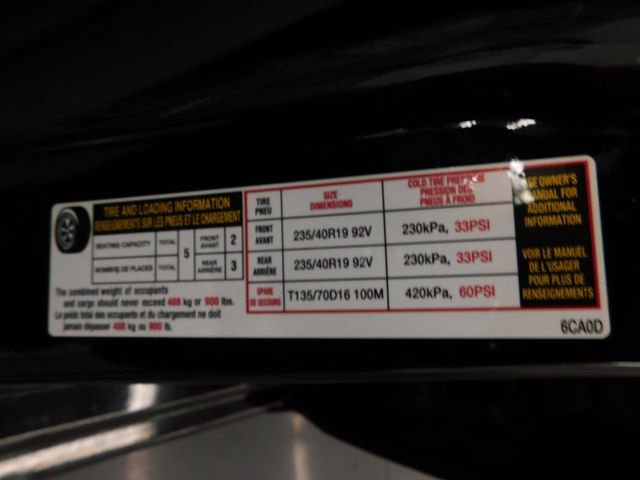 TIRE AND LOADING INFORMATION
RENSEIGNEMENTS SUR LES PNEUS ET LE CHARGEMENT
SEATING CAPACITY TOTAL 5 FRONT AVANT 2
NOMBRE DE PLACES TOTAL REAR ARRIÈRE 3
The combined weight of occupants
and cargo should never exceed 408 kg or 900 lbs.
Le poids total des occupants et du chargement ne doit
jamais dépasser 408 kg ou 900 lb.
TIRE PNEU
SIZE DIMENSIONS
COLD TIRE PRESSURE
PRESSION DES
PNEUS À FROID
FRONT AVANT 235/40R19 92V 230kPa, 33PSI
REAR ARRIÈRE 235/40R19 92V 230kPa, 33PSI
SPARE DE SECOURS T135/70D16 100M 420kPa, 60PSI
OWNER'S
MANUAL FOR
ADDITIONAL
INFORMATION
VOIR LE MANUEL
DE L'USAGER
POUR PLUS DE
RENSEIGNEMENTS
6CA0D